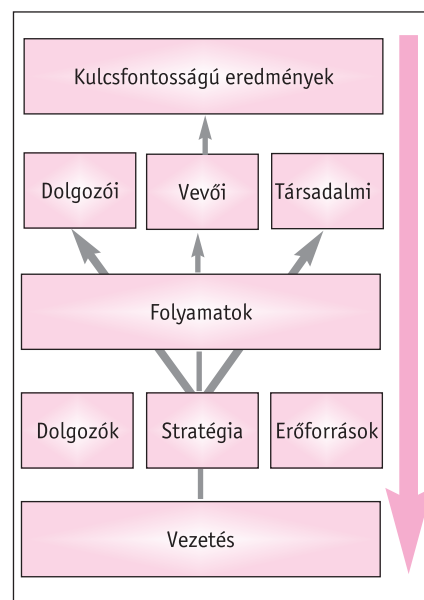 Kulcsfontosságú eredmények
Dolgozói
Vevői
Társadalmi
Folyamatok
Dolgozók
Stratégia
Erőforrások
Vezetés